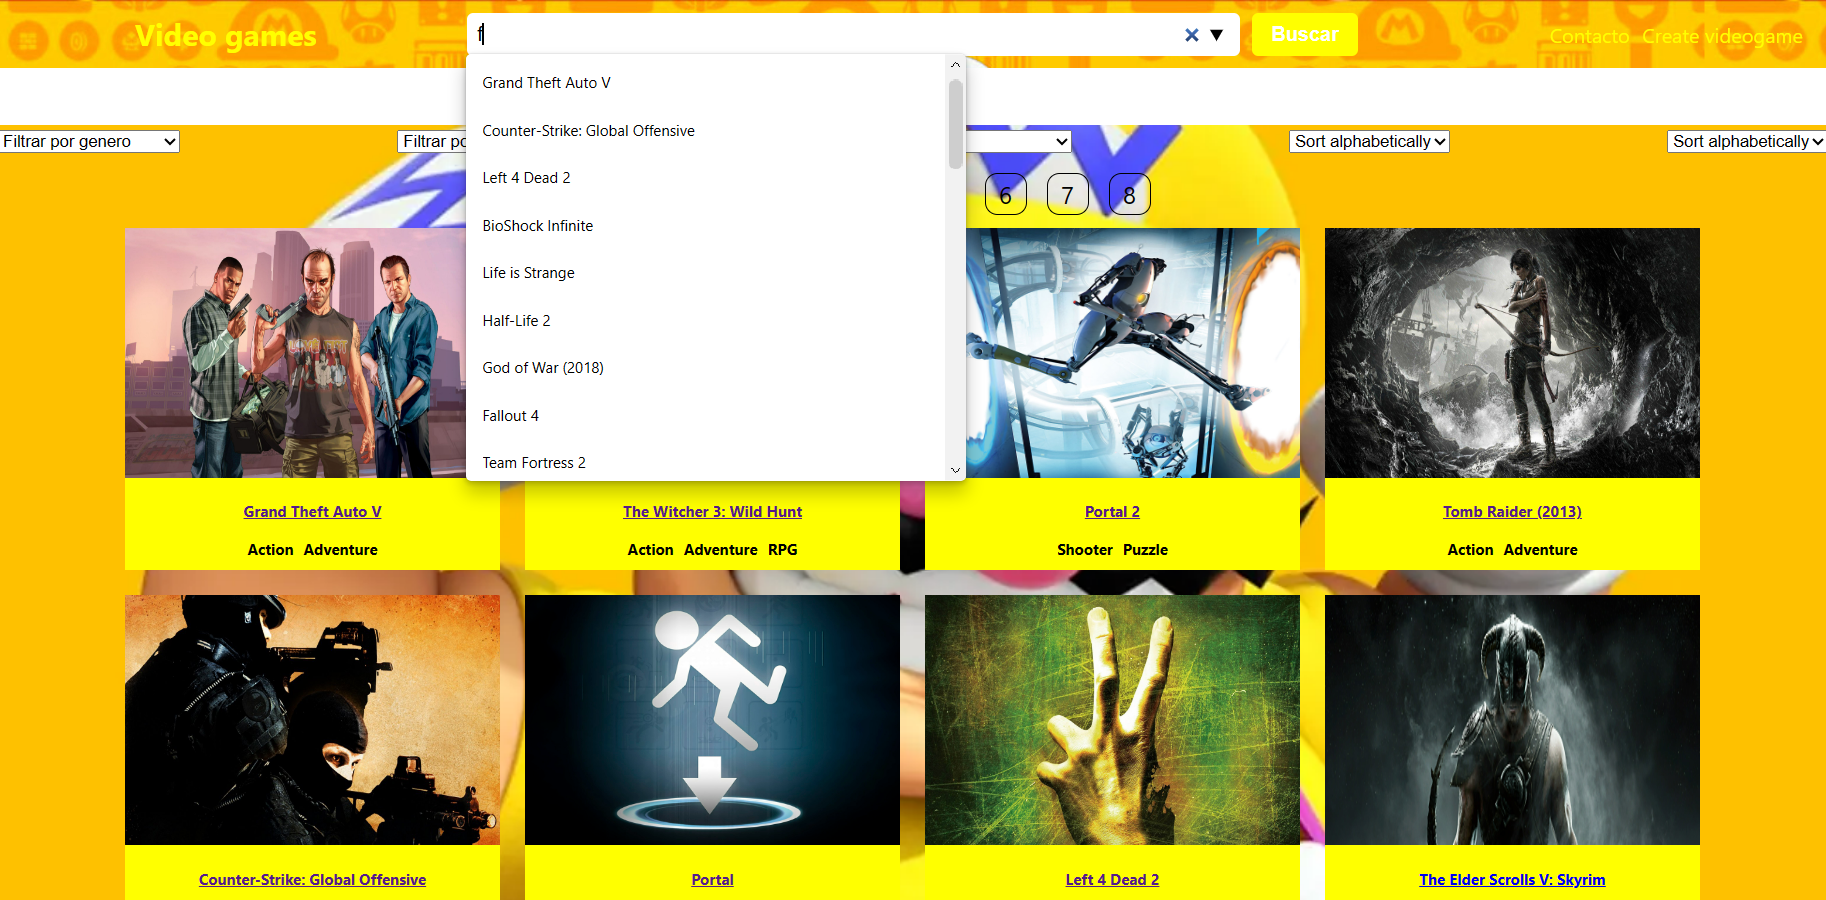 Video games
f
Buscar
Contacto Create videogame
Grand Theft Auto V
Counter-Strike: Global Offensive
Left 4 Dead 2
BioShock Infinite
Life is Strange
Half-Life 2
God of War (2018)
Fallout 4
Team Fortress 2
Filtrar por genero
Filtrar po
Sort alphabetically
Sort alphabetically
6 7 8
Grand Theft Auto V
Action Adventure
The Witcher 3: Wild Hunt
Action Adventure RPG
Portal 2
Shooter Puzzle
Tomb Raider (2013)
Action Adventure
Counter-Strike: Global Offensive
Portal
Left 4 Dead 2
The Elder Scrolls V: Skyrim